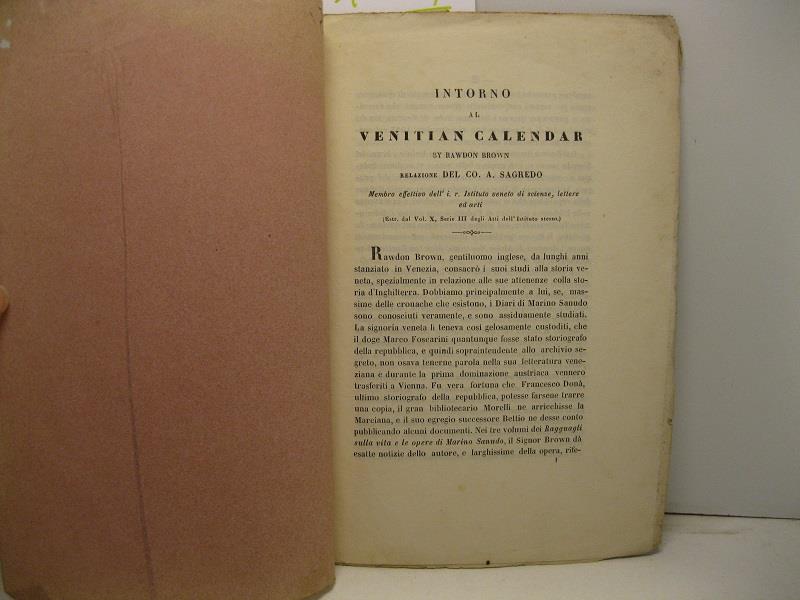 INTORNO
AL
VENITIAN CALENDAR
BY RAWDON BROWN
RELAZIONE DEL CO. A. SAGREDO
Membro effettivo dell' i. r. Istituto veneto di scienze, lettere
ed arti
(Estr. dal Vol. X, Serie III degli Atti dell'Istituto stesso.)
Rawdon Brown, gentiluomo inglese, da lunghi anni
stanziato in Venezia, consacrò i suoi studi alla storia ve-
neta, spezialmente in relazione alle sue attenenze colla sto-
ria d'Inghilterra. Dobbiamo principalmente a lui, se, mas-
sime delle cronache che esistono, i Diari di Marino Sanudo
sono conosciuti veramente, e sono assiduamente studiati.
La signoria veneta li teneva così gelosamente custoditi, che
il doge Marco Foscarini quantunque fosse stato storiografo
della repubblica, e quindi sopraintendente allo archivio se-
greto, non osava tenerne parola nella sua letteratura vene-
ziana e durante la prima dominazione austriaca vennero
trasferiti a Vienna. Fu vera fortuna che Francesco Donà,
ultimo storiografo della repubblica, potesse farsene trarre
una copia, il gran bibliotecario Morelli ne arricchisse la
Marciana, e il suo egregio successore Bettio ne desse conto
pubblicando alcuni documenti. Nei tre volumi dei Ragguagli
sulla vita e le opere di Marino Sanudo, il Signor Brown dà
esatte notizie dello autore, e larghissime della opera, rife-
1